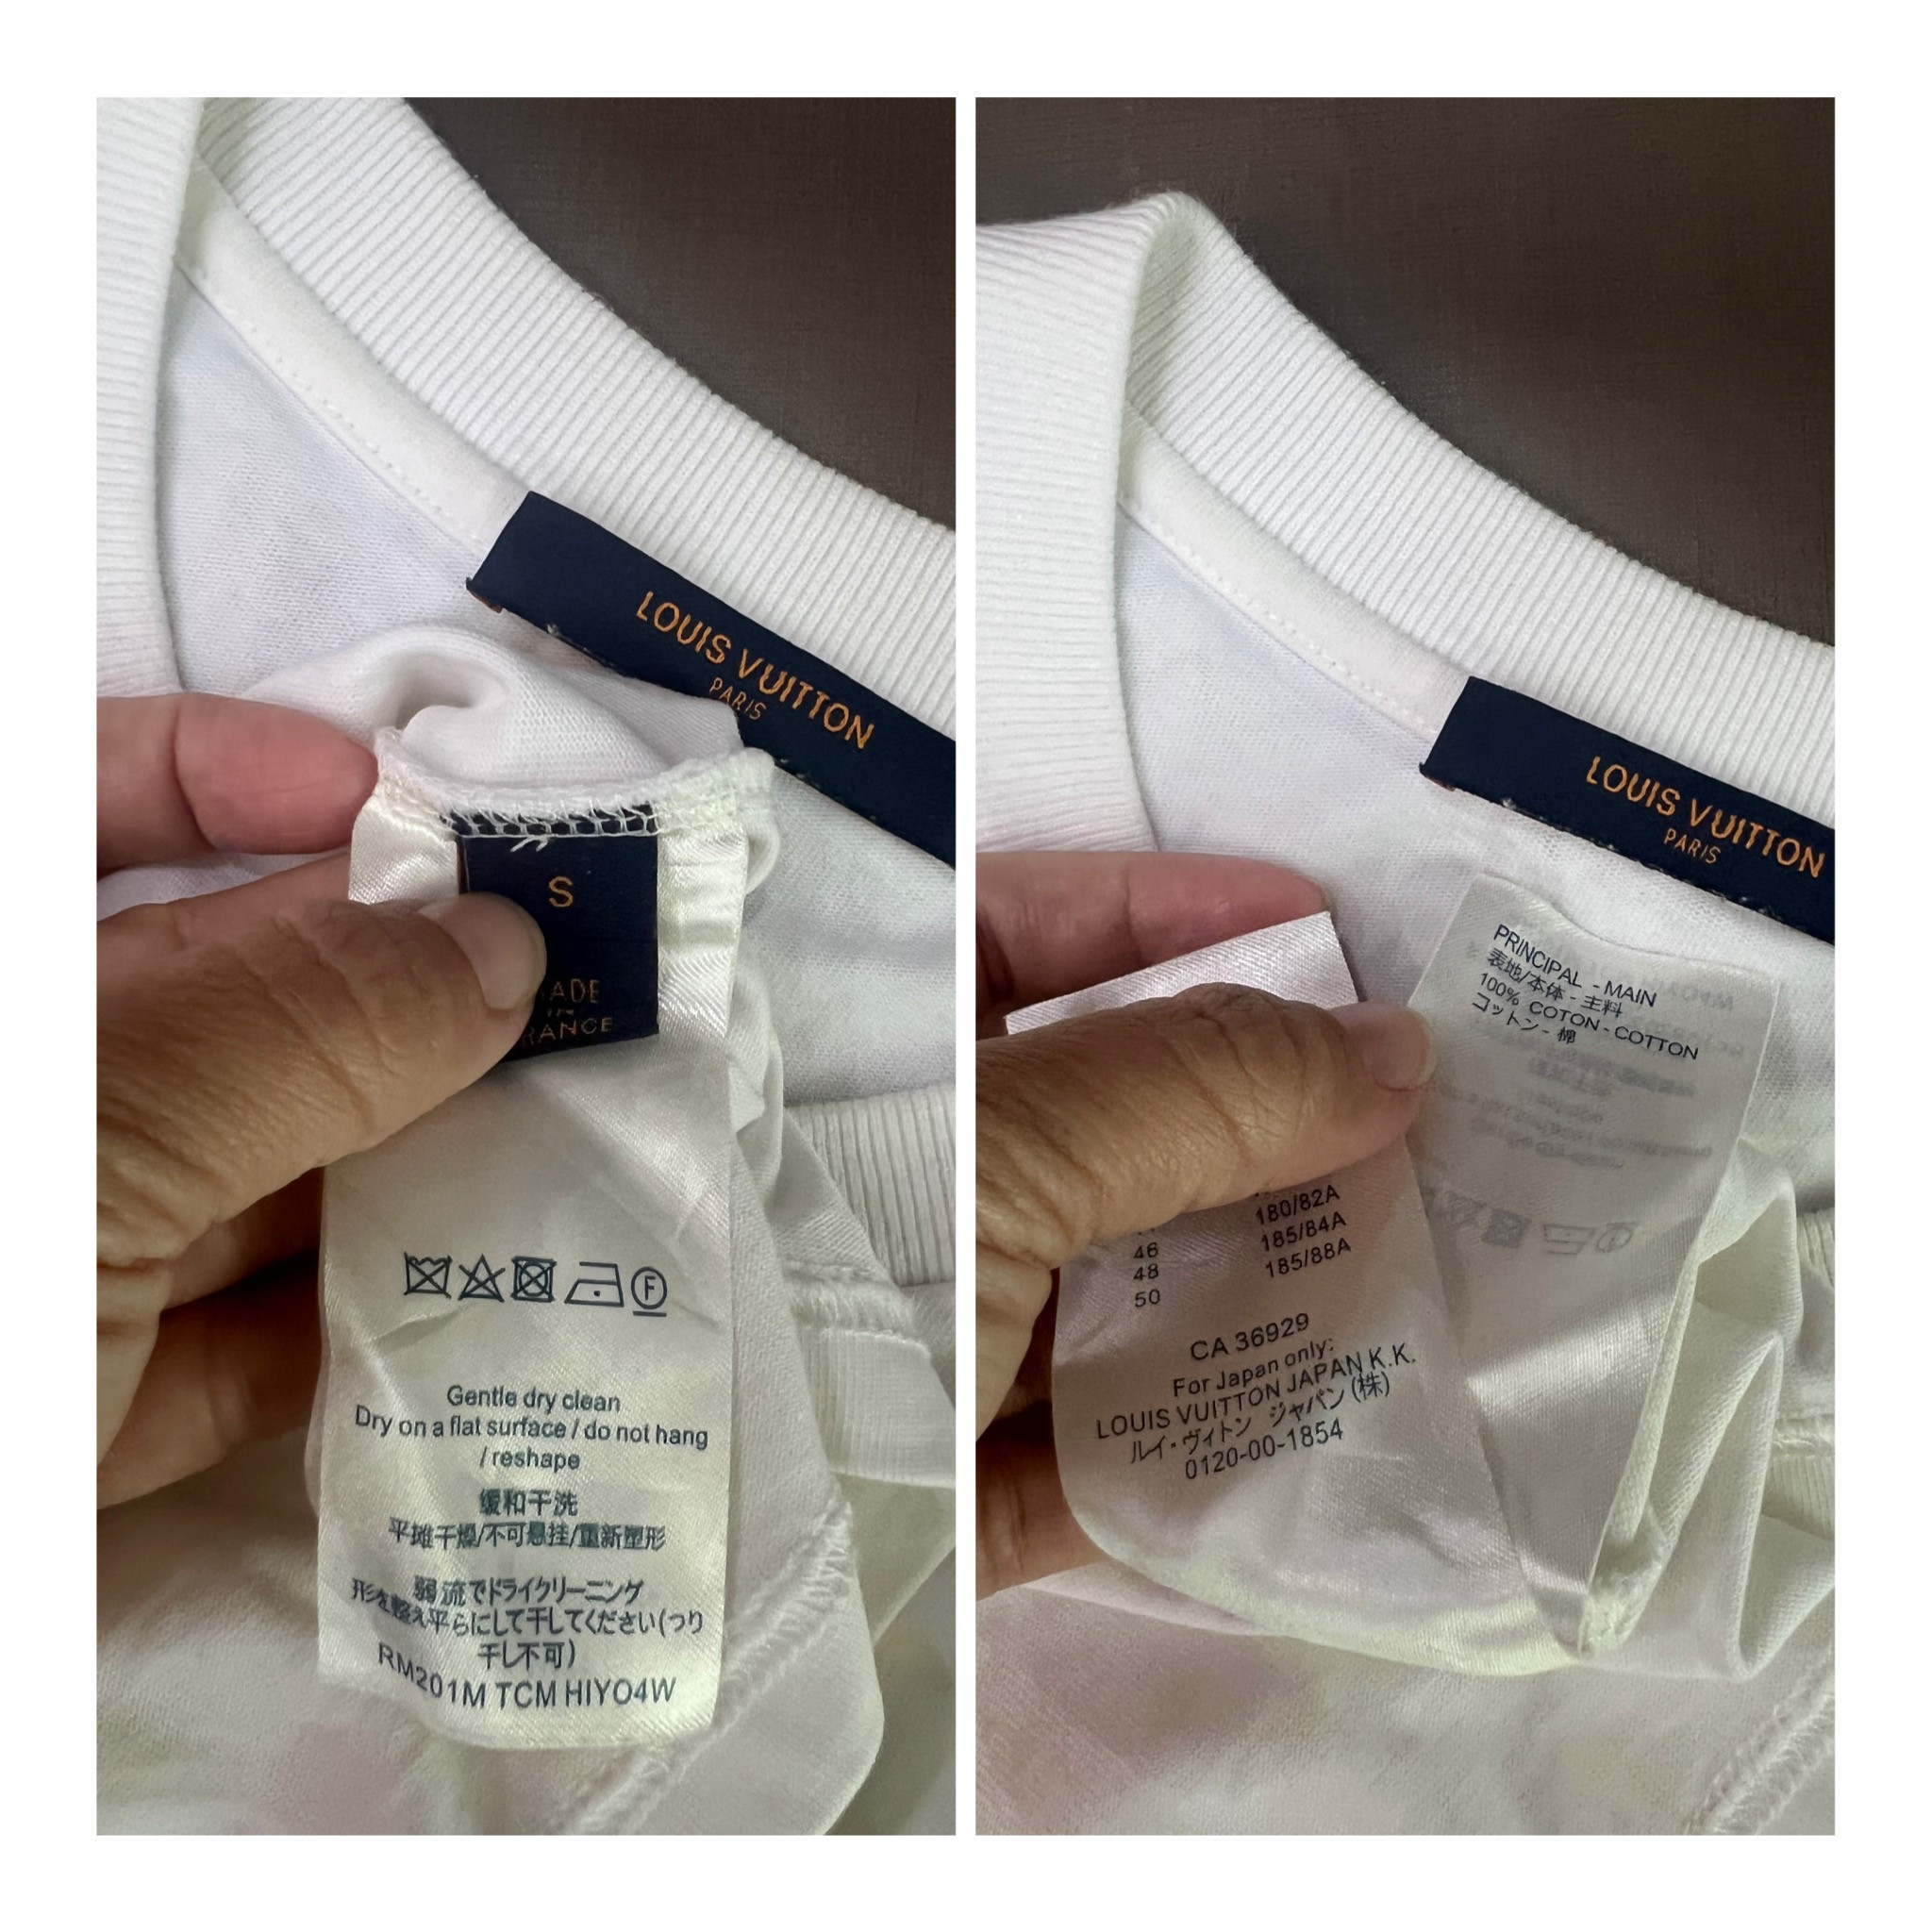 LOUIS VUITTON
PARIS
S
MADE
IN
FRANCE
F
Gentle dry clean
Dry on a flat surface / do not hang
/ reshape
缓和干洗
平摊干燥/不可悬挂/重新塑形
弱流でドライクリーニング
形を整え平らにして干してください(つり
干し不可)
RM201M TCM HIYO4W
LOUIS VUITTON
PARIS
PRINCIPAL - MAIN
表地/本体 - 主料
100% COTON - COTTON
コットン - 棉
180/82A
46 185/84A
48 185/88A
50
CA 36929
For Japan only:
LOUIS VUITTON JAPAN K.K.
ルイ・ヴィトン ジャパン (株)
0120-00-1854